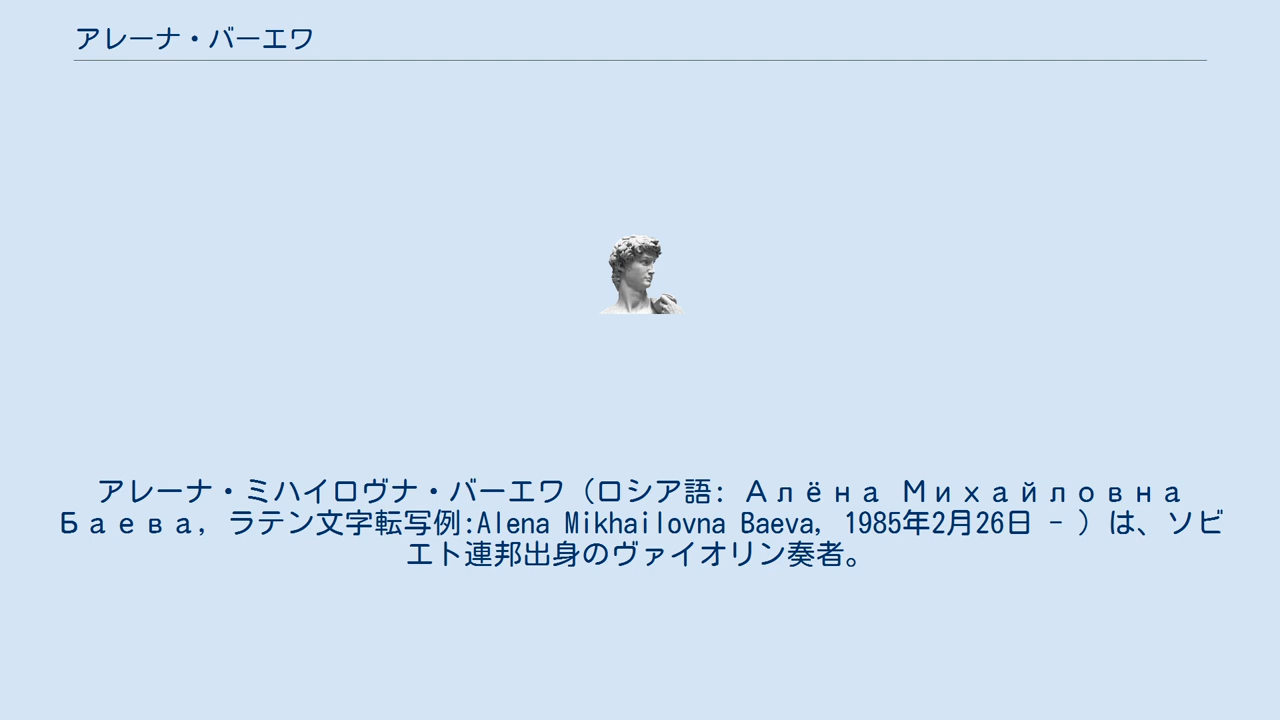 アレーナ・バーエワ
アレーナ・ミハイロヴナ・バーエワ（ロシア語: Алёна Михайловна
Баева, ラテン文字転写例:Alena Mikhailovna Baeva, 1985年2月26日 - ）は、ソビ
エト連邦出身のヴァイオリン奏者。